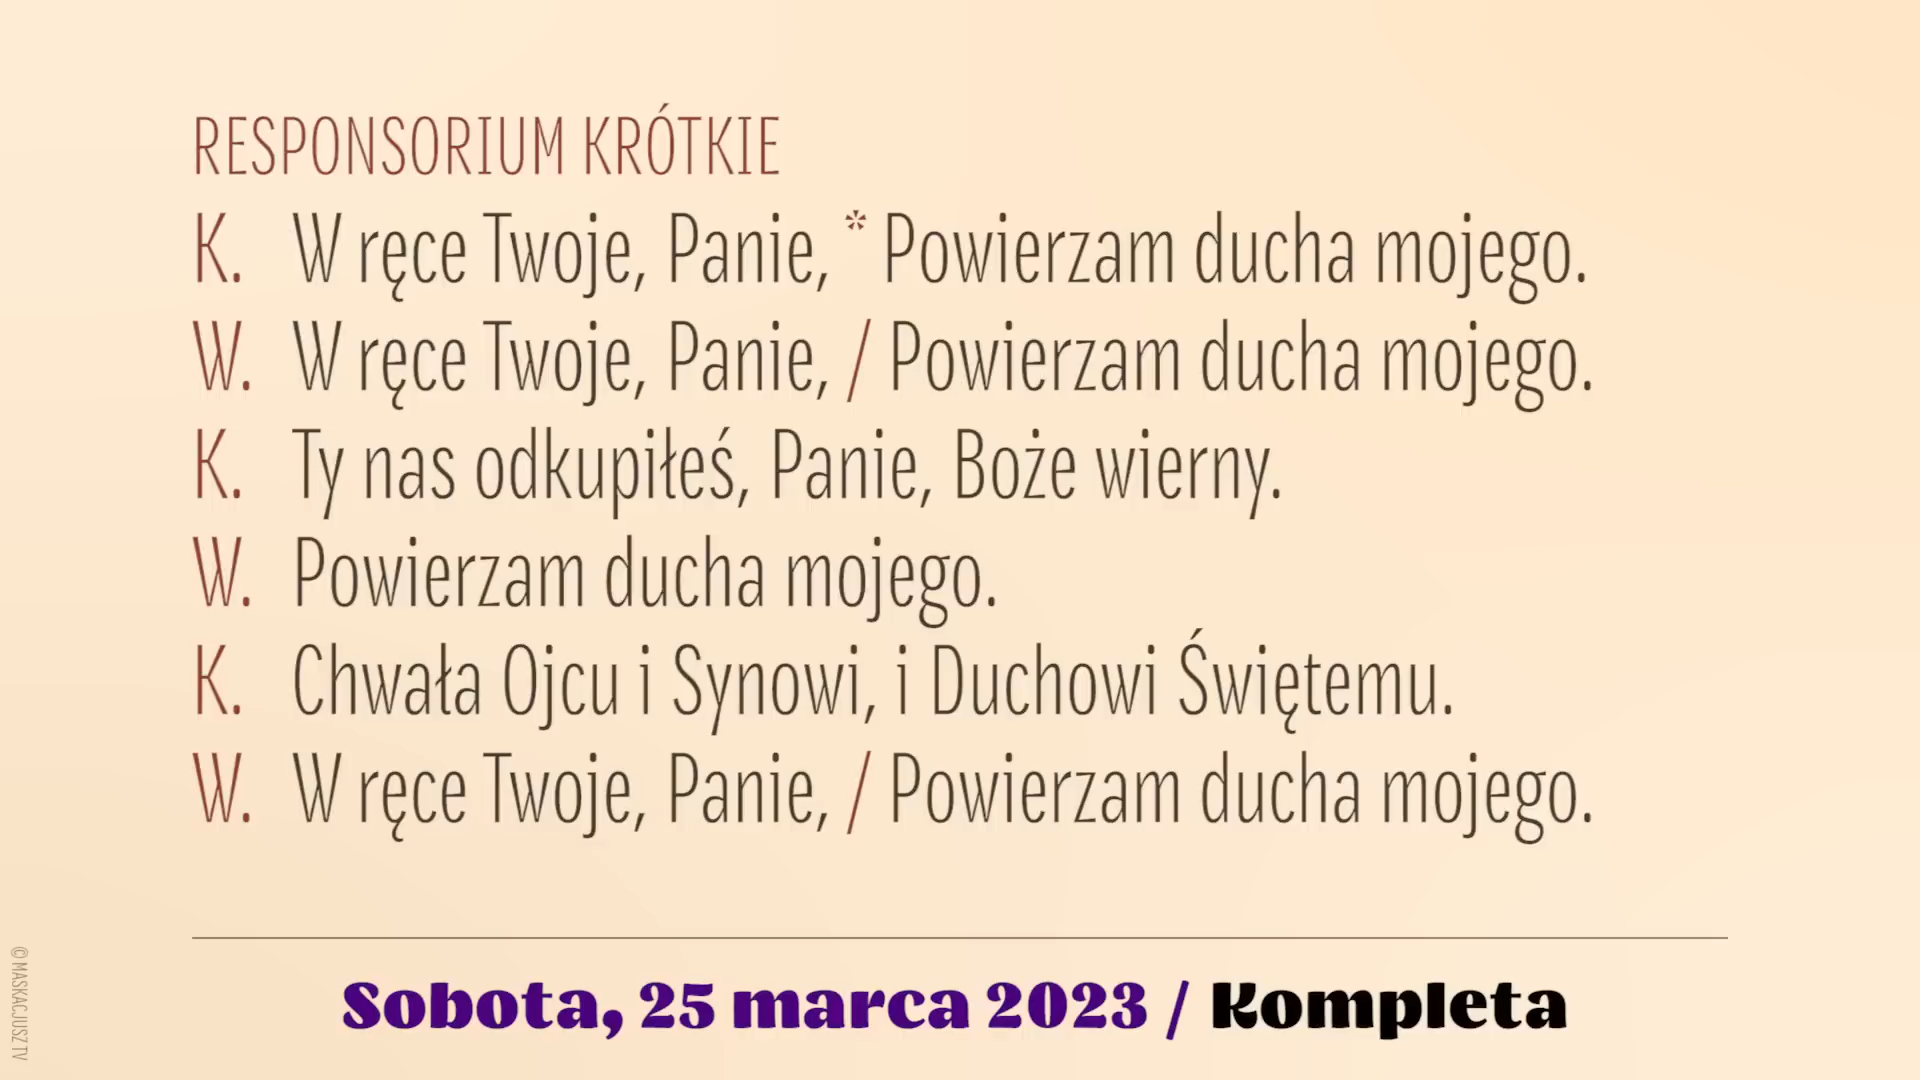 RESPONSORIUM KRÓTKIE
K. W ręce Twoje, Panie, * Powierzam ducha mojego.
W. W ręce Twoje, Panie, / Powierzam ducha mojego.
K. Ty nas odkupiłeś, Panie, Boże wierny.
W. Powierzam ducha mojego.
K. Chwała Ojcu i Synowi, i Duchowi Świętemu.
W. W ręce Twoje, Panie, / Powierzam ducha mojego.
Sobota, 25 marca 2023 / Kompleta
© MASKACJUSZ TV